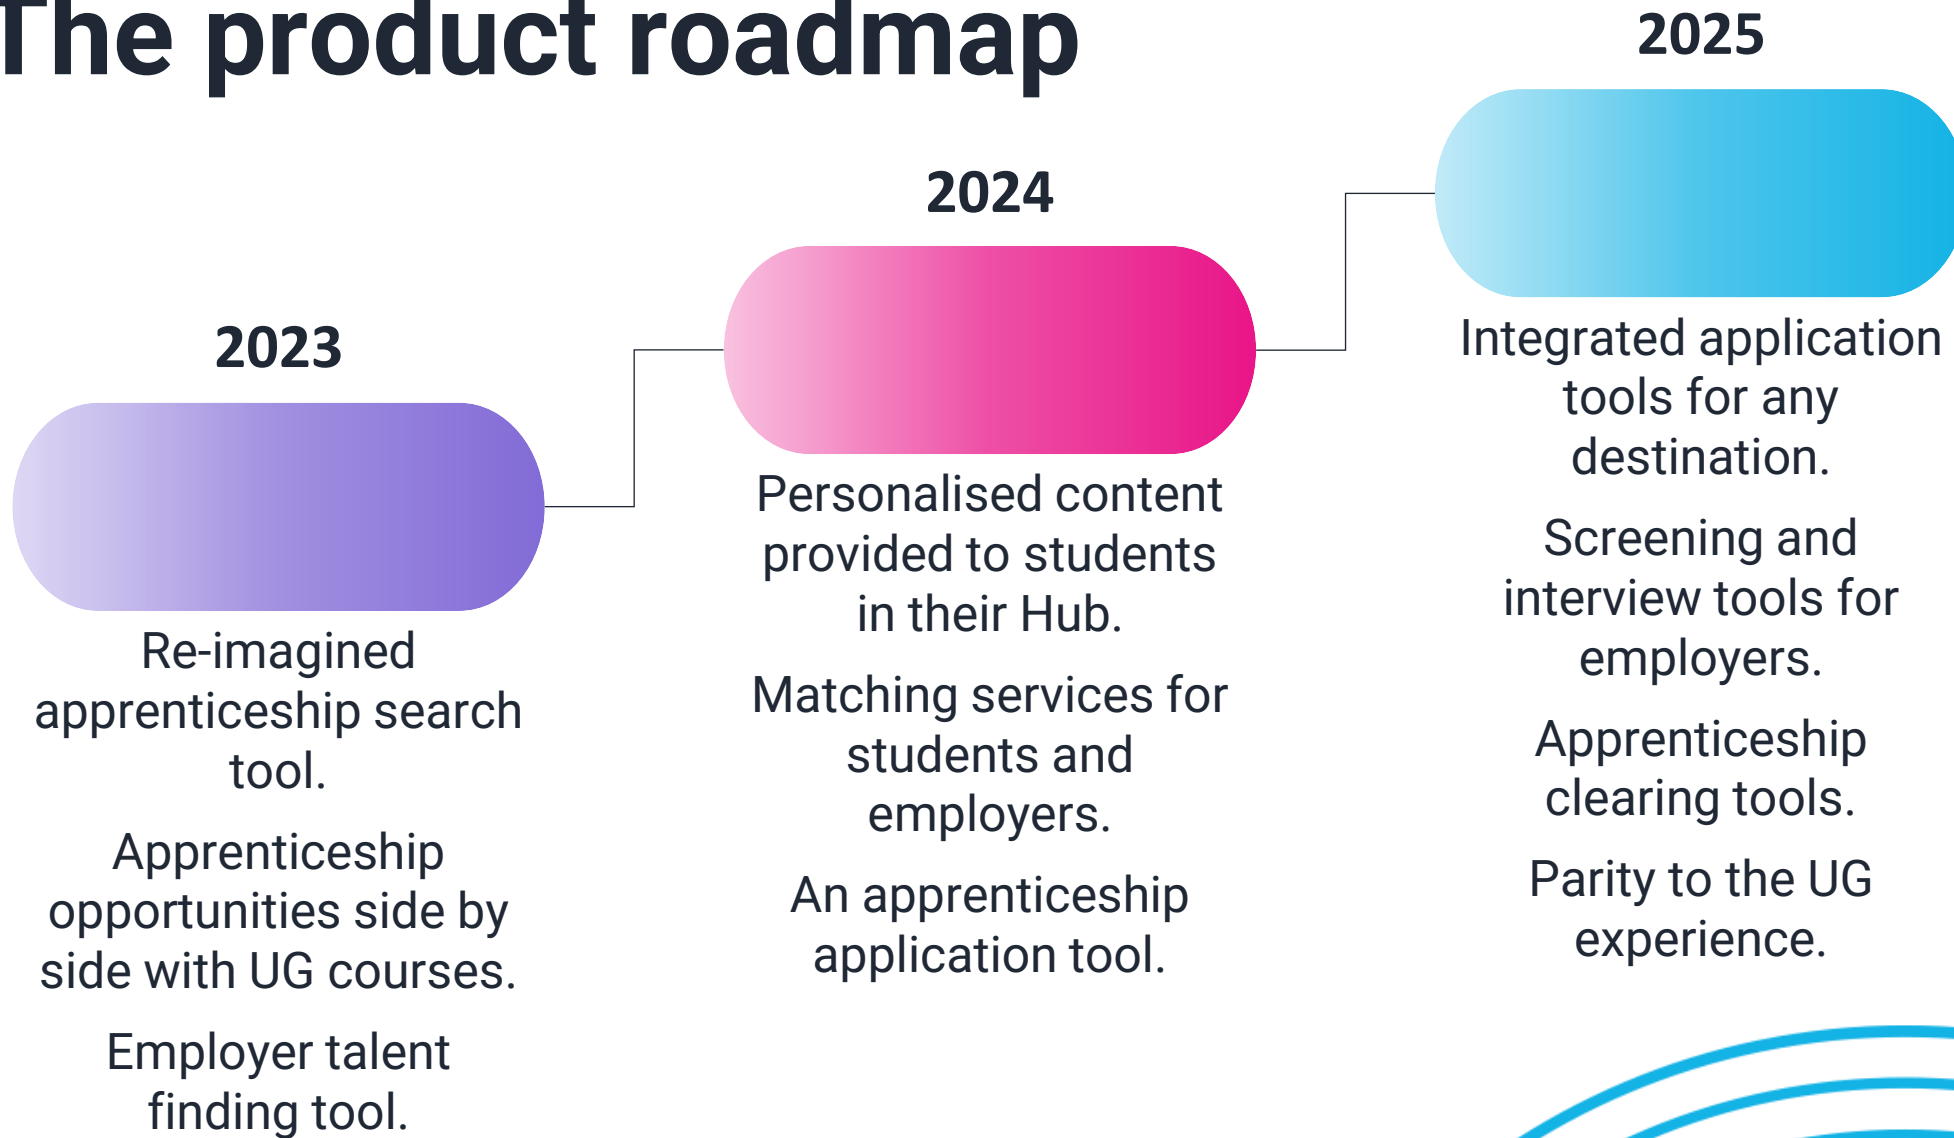 The product roadmap
2023
Re-imagined
apprenticeship search
tool.
Apprenticeship
opportunities side by
side with UG courses.
Employer talent
finding tool.
2024
Personalised content
provided to students
in their Hub.
Matching services for
students and
employers.
An apprenticeship
application tool.
2025
Integrated application
tools for any
destination.
Screening and
interview tools for
employers.
Apprenticeship
clearing tools.
Parity to the UG
experience.